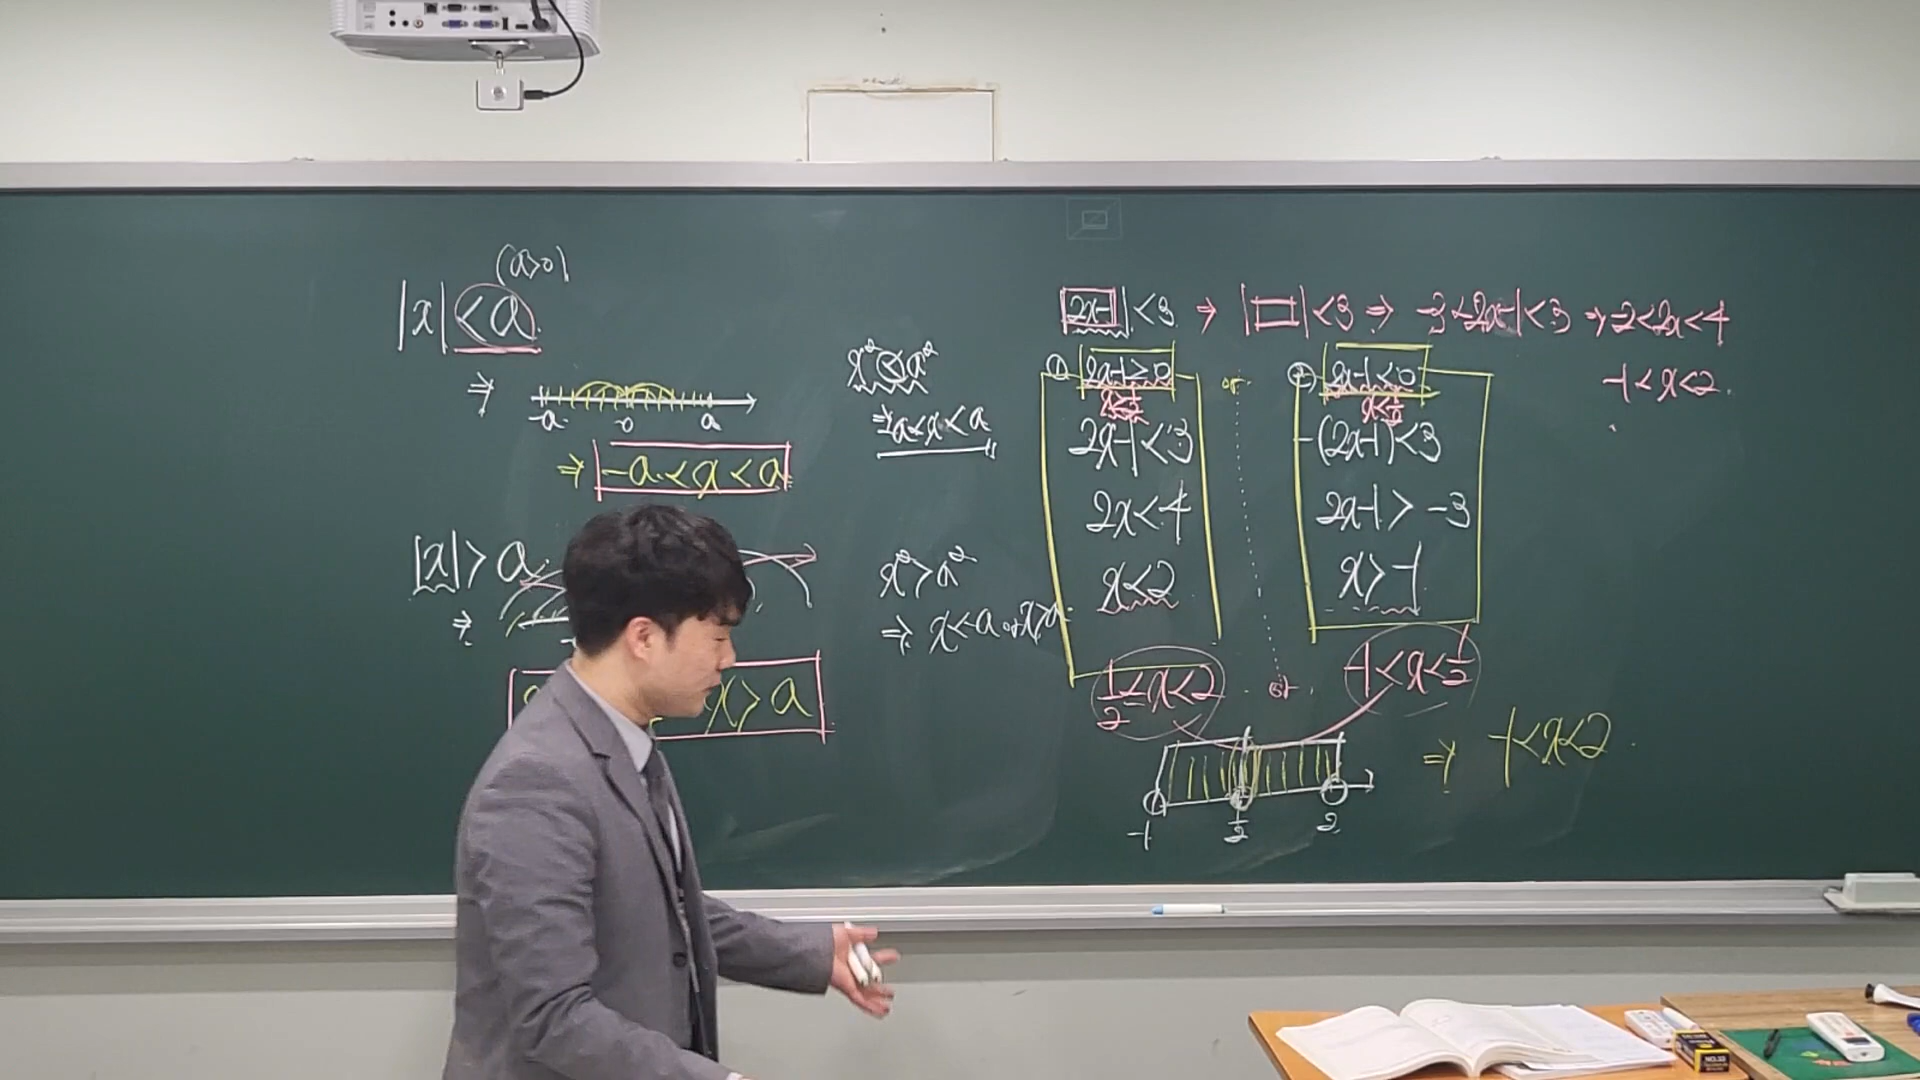 (a>0)
|x| < a
⇒
-a 0 a
⇒ -a < x < a
|x| > a
⇒
x > a
x² < a²
⇒ -a < x < a
x² > a²
⇒ x < -a or x > a
|2x-1| < 3 ⇒ |□| < 3 ⇒ -3 < 2x-1 < 3 ⇒ -2 < 2x < 4
-1 < x < 2
① 2x-1 ≥ 0
2x-1 < 3
2x < 4
x < 2
1/2 ≤ x < 2
or
or
② 2x-1 < 0
x < 1/2
-(2x-1) < 3
2x-1 > -3
x > -1
-1 < x < 1/2
-1 1/2 2
⇒ -1 < x < 2